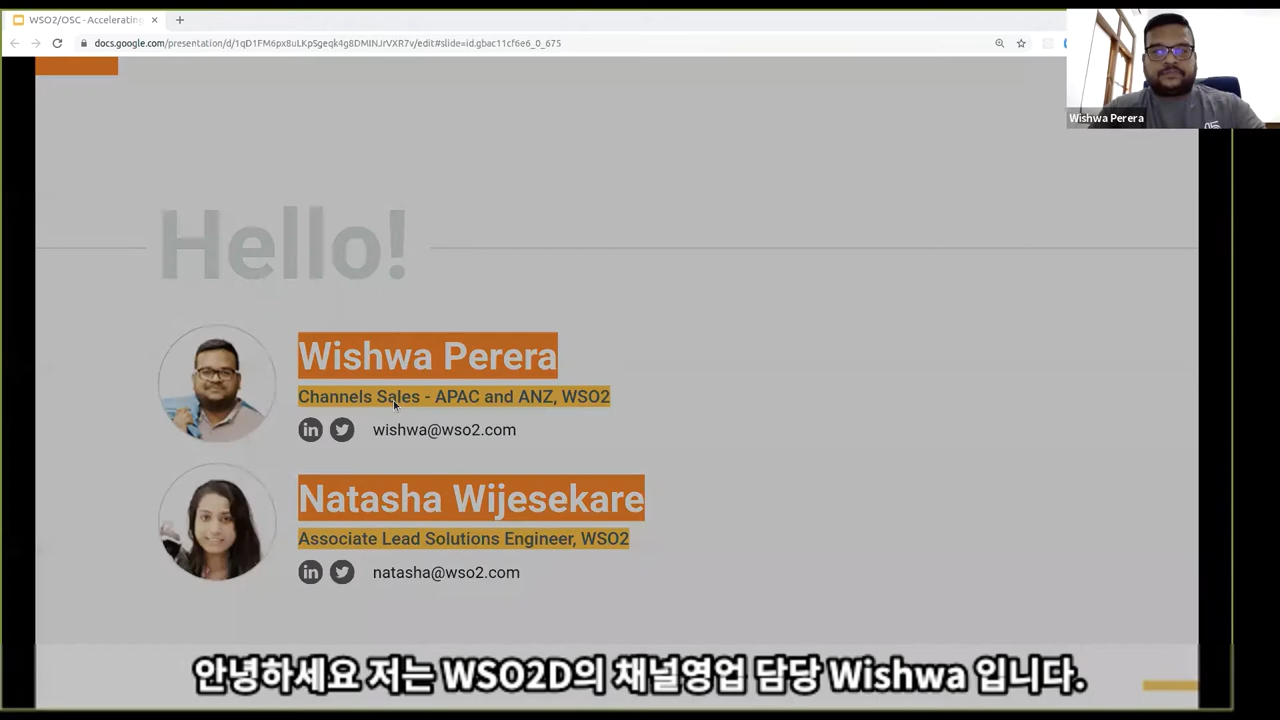 WSO2/OSC - Accelerating
docs.google.com/presentation/d/1qD1FM6px8uLKpSgeqk4g8DMINJrVXR7v/edit#slide=id.gbac11cf6e6_0_675
Wishwa Perera
Hello!
Wishwa Perera
Channels Sales - APAC and ANZ, WSO2
in
wishwa@wso2.com
Natasha Wijesekare
Associate Lead Solutions Engineer, WSO2
in
natasha@wso2.com
안녕하세요 저는 WSO2D의 채널영업 담당 Wishwa 입니다.